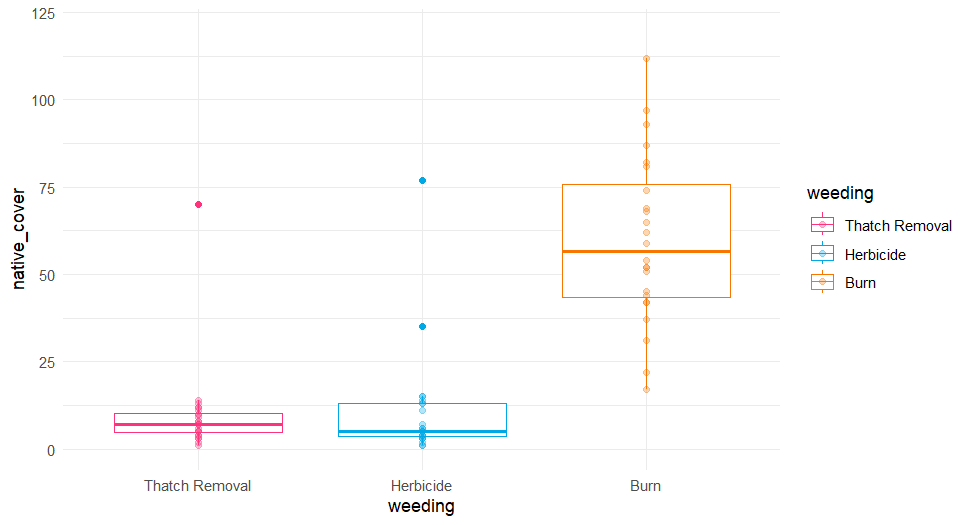 125
100
75
50
25
0
native_cover
Thatch Removal
Herbicide
Burn
weeding
weeding
Thatch Removal
Herbicide
Burn